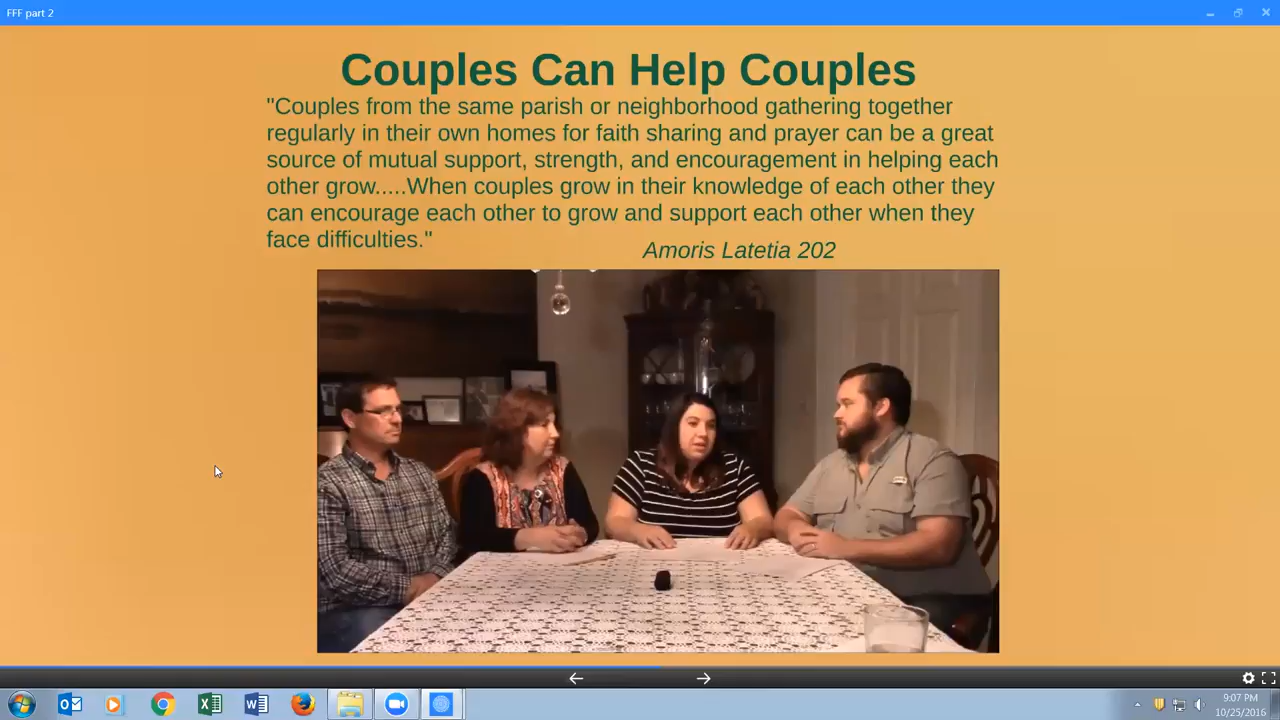 FFF part 2
Couples Can Help Couples
"Couples from the same parish or neighborhood gathering together
regularly in their own homes for faith sharing and prayer can be a great
source of mutual support, strength, and encouragement in helping each
other grow.....When couples grow in their knowledge of each other they
can encourage each other to grow and support each other when they
face difficulties."
Amoris Latetia 202
9:07 PM
10/25/2016